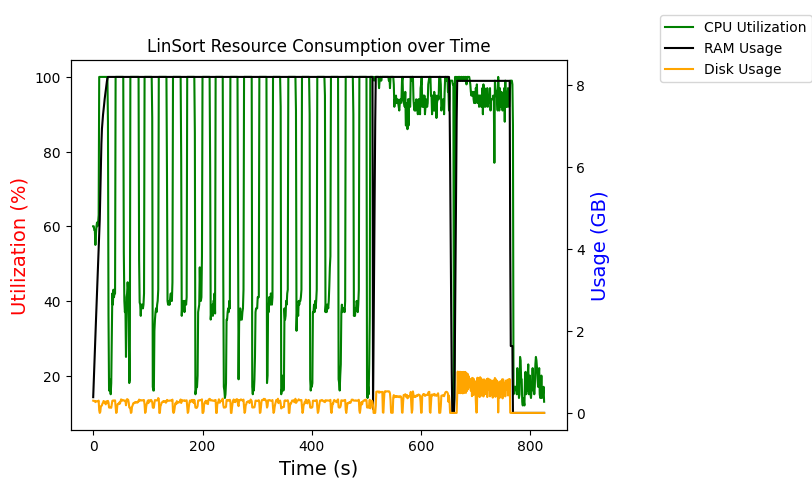 LinSort Resource Consumption over Time
CPU Utilization
RAM Usage
Disk Usage
Utilization (%)
100
80
60
40
20
8
6
4
2
0
Usage (GB)
0 200 400 600 800
Time (s)